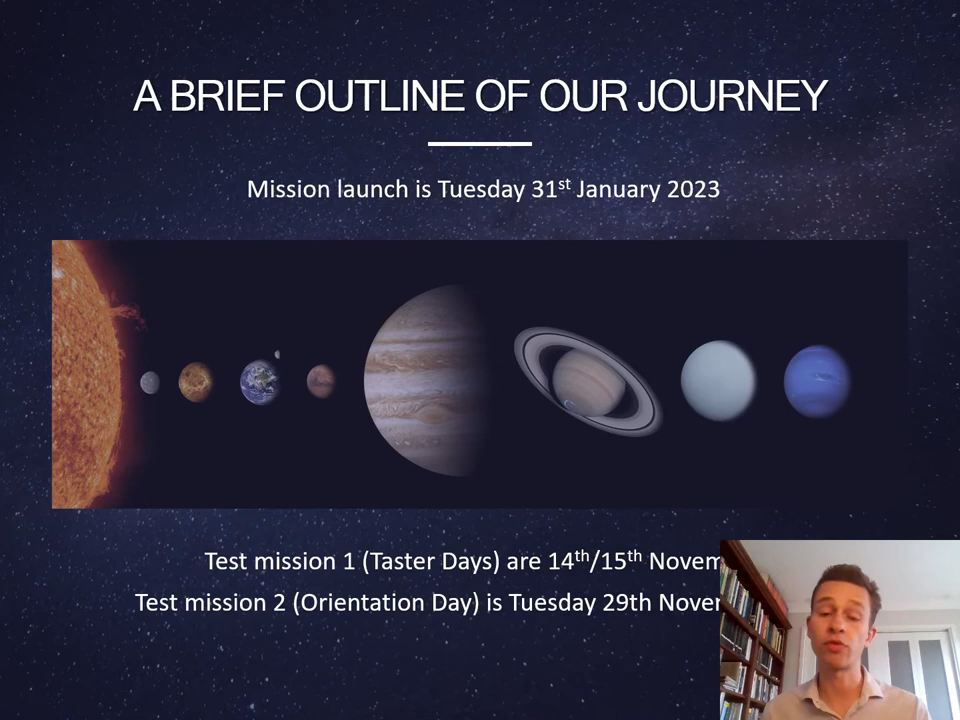 A BRIEF OUTLINE OF OUR JOURNEY
Mission launch is Tuesday 31st January 2023
Test mission 1 (Taster Days) are 14th/15th
Test mission 2 (Orientation Day) is Tuesday 29th